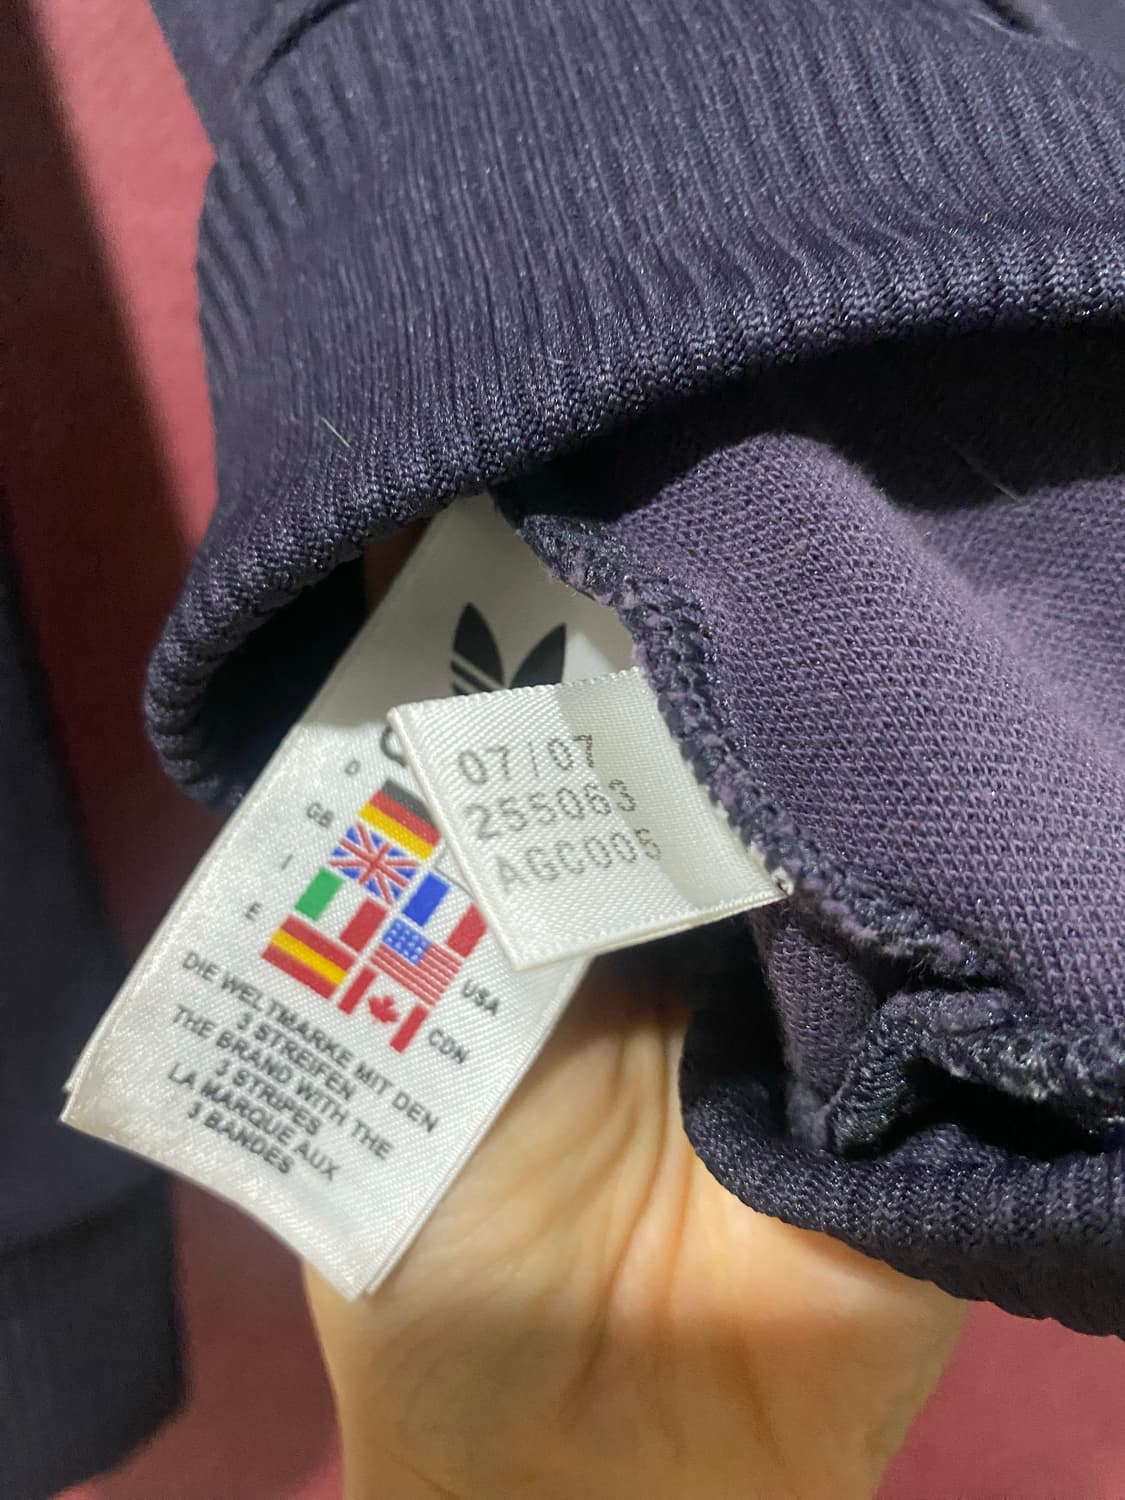 07/07
255063
AGC005
D
GB
I
E
USA
CDN
DIE WELTMARKE MIT DEN
3 STREIFEN
THE BRAND WITH THE
3 STRIPES
LA MARQUE AUX
3 BANDES